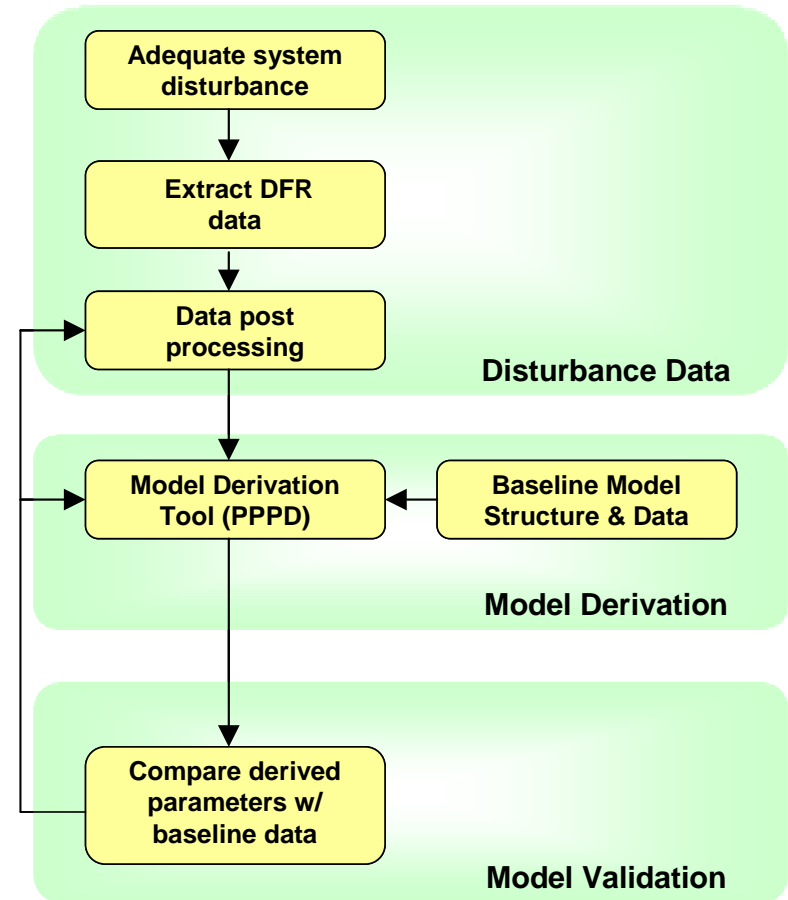 Adequate system
disturbance
Extract DFR
data
Data post
processing
Disturbance Data
Model Derivation
Tool (PPPD)
Baseline Model
Structure & Data
Model Derivation
Compare derived
parameters w/
baseline data
Model Validation